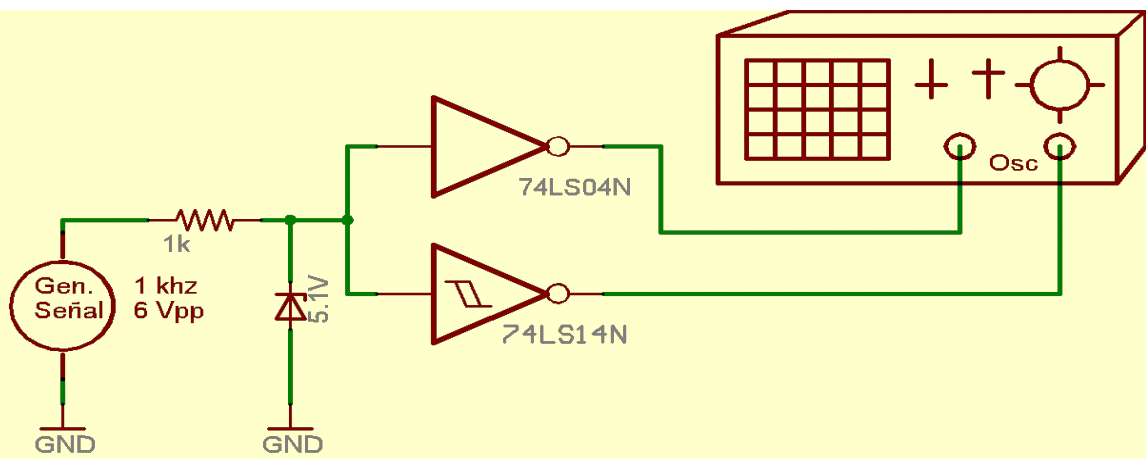 74LS04N
Osc
1k
Gen.
Señal
1 khz
6 Vpp
5.1V
74LS14N
GND
GND